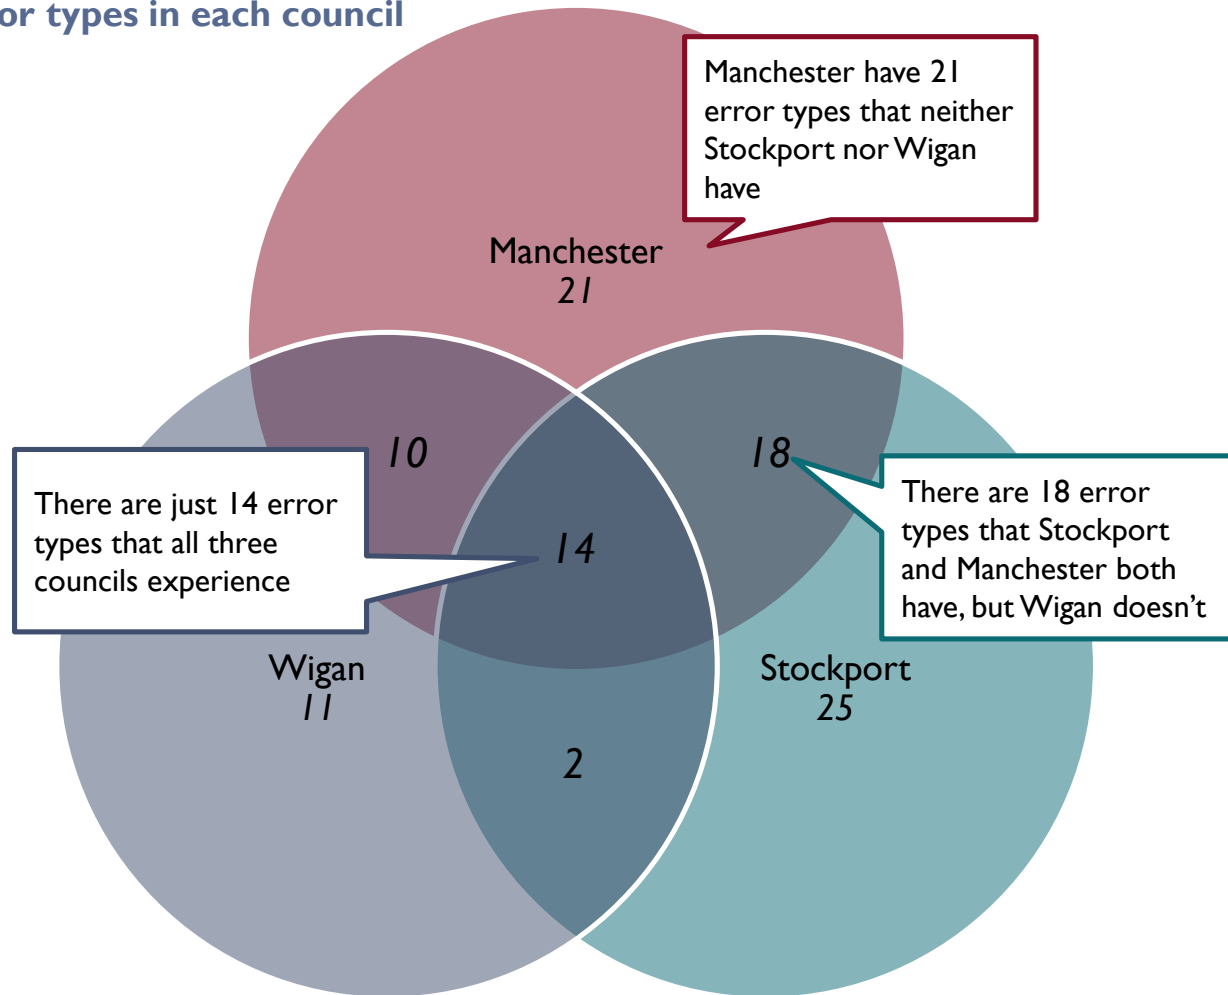 or types in each council
Manchester have 21
error types that neither
Stockport nor Wigan
have
Manchester
21
10
18
There are just 14 error
types that all three
councils experience
14
There are 18 error
types that Stockport
and Manchester both
have, but Wigan doesn't
Wigan
11
Stockport
25
2